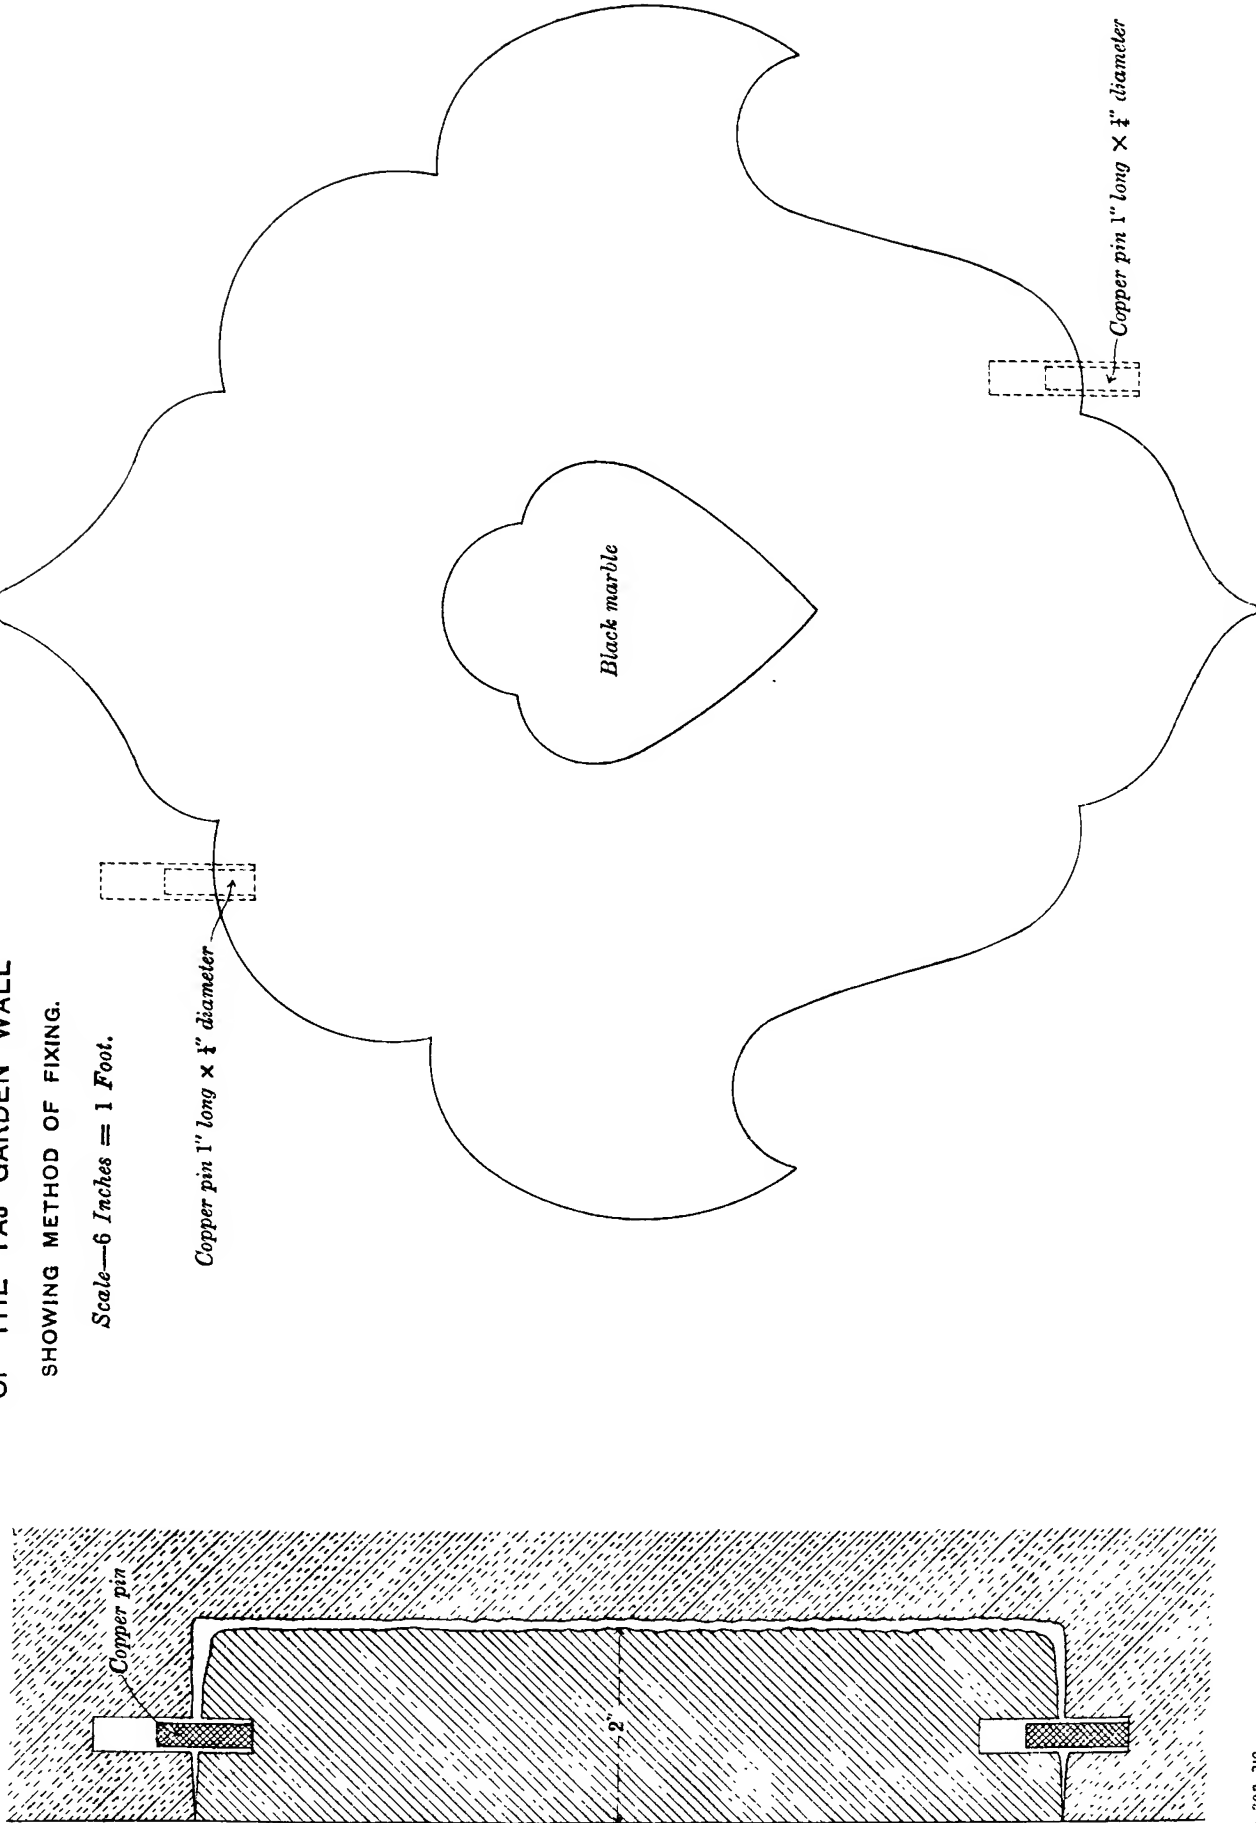 OF THE TAJ GARDEN WALL
SHOWING METHOD OF FIXING.
Scale—6 Inches = 1 Foot.
Copper pin 1" long × ¼" diameter
Black marble
Copper pin 1" long × ¼" diameter
Copper pin
2"